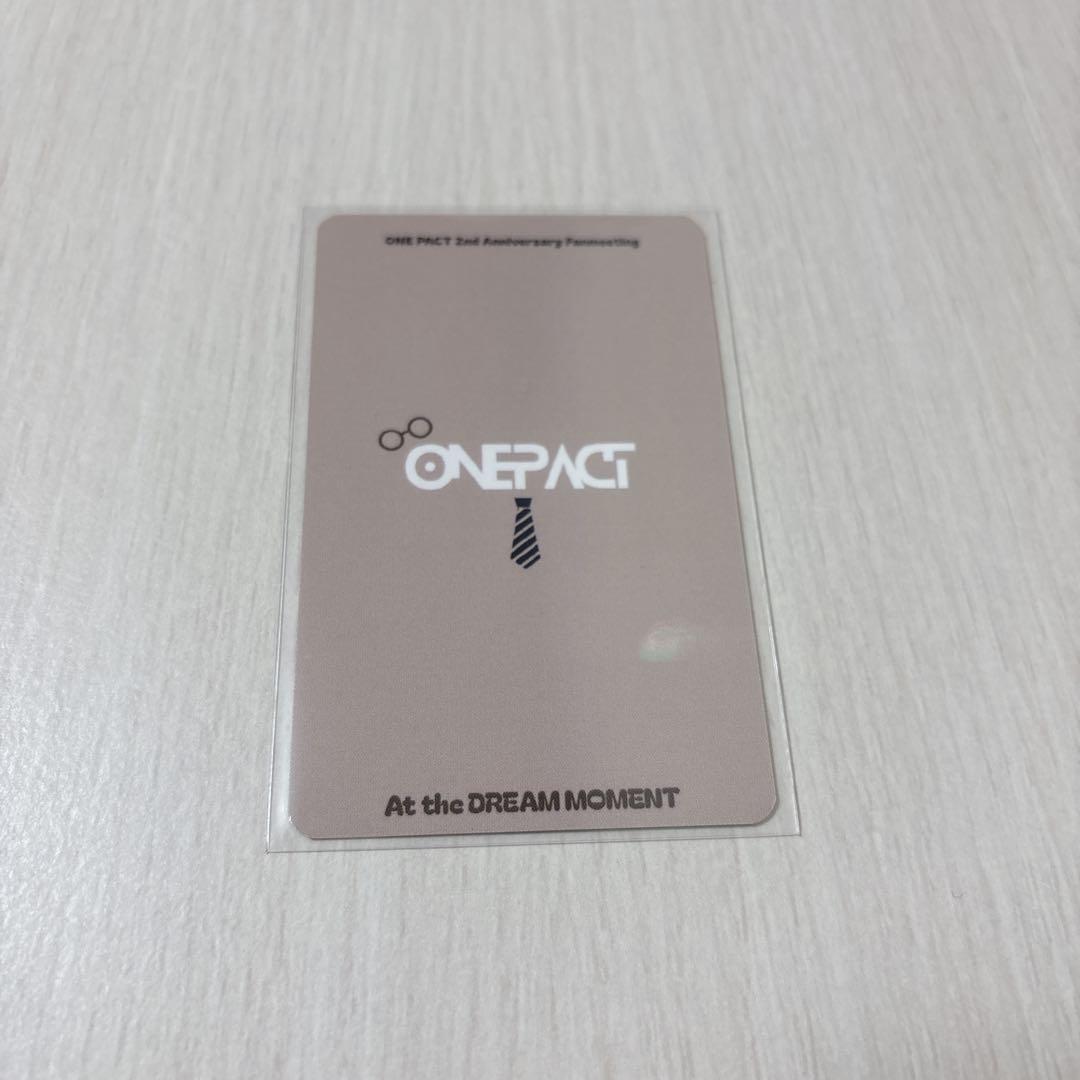 ONE PACT 2nd Anniversary Fanmeeting
ONEPACT
At the DREAM MOMENT